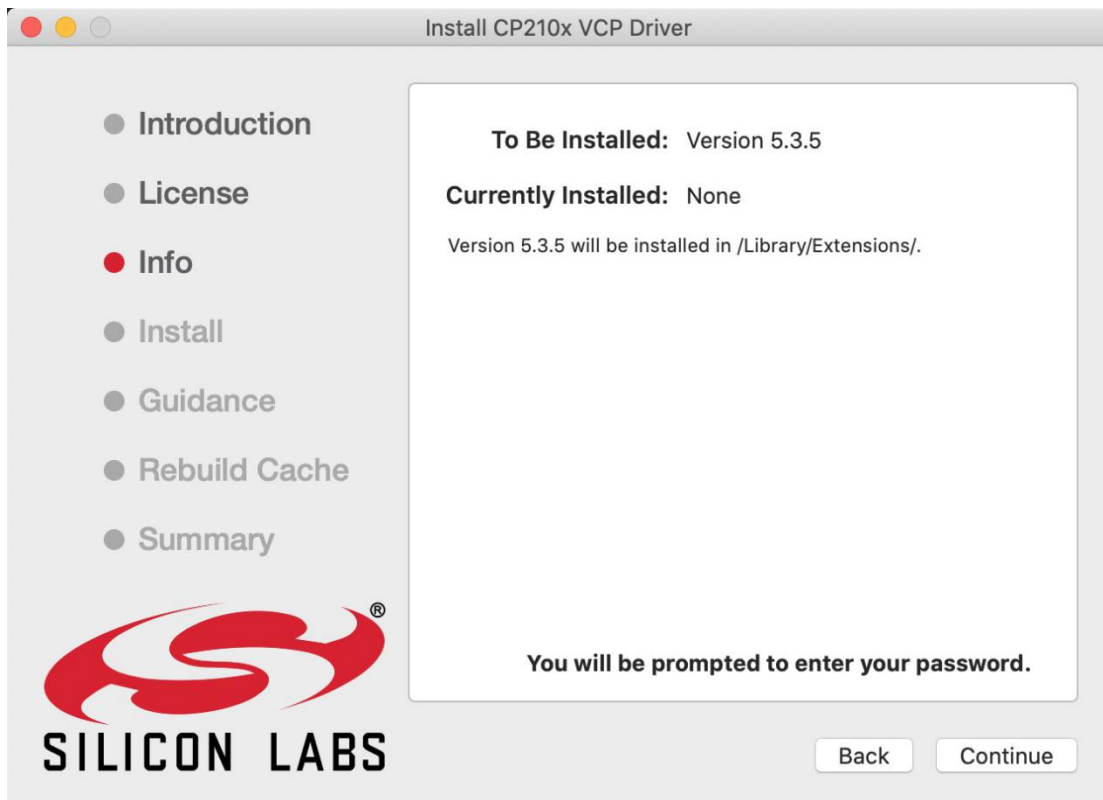 Install CP210x VCP Driver
Introduction
License
Info
Install
Guidance
Rebuild Cache
Summary
®
SILICON LABS
To Be Installed: Version 5.3.5
Currently Installed: None
Version 5.3.5 will be installed in /Library/Extensions/.
You will be prompted to enter your password.
Back
Continue